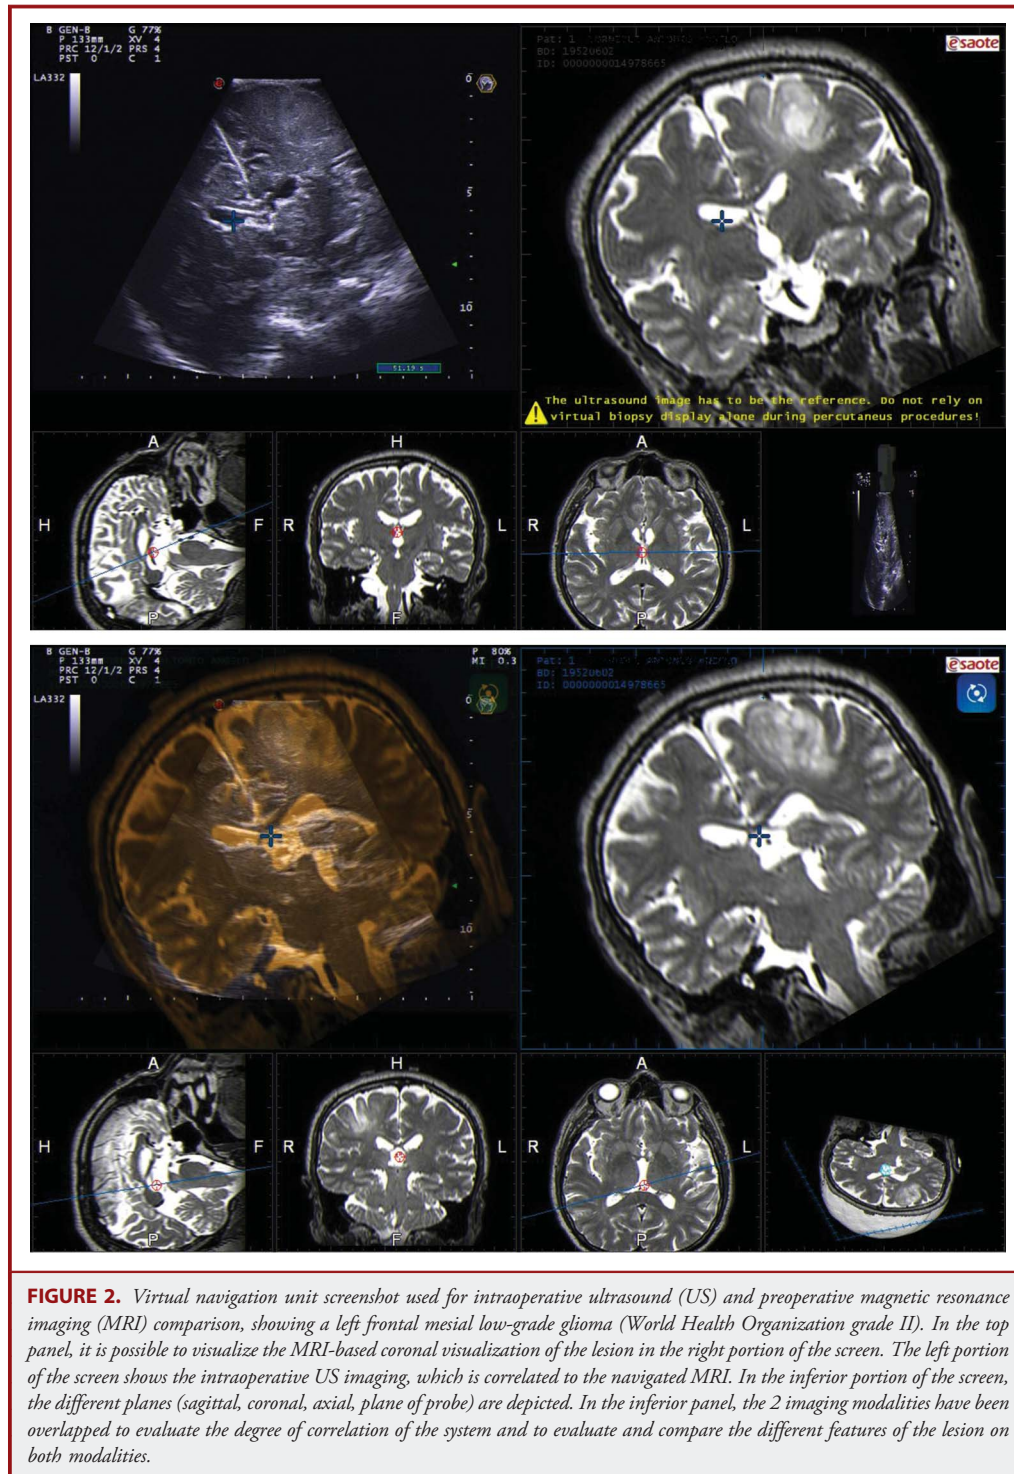 B GEN-B G 77%
P 133mm XV 4
PRC 12/1/2 PRS 4
PST 0 C 1
LA332
0
5
10
51.19 s
Pat: 1
BD: 19520602
ID: 0000000014978665
esaote
The ultrasound image has to be the reference. Do not rely on
virtual biopsy display alone during percutaneus procedures!
A
H F
P
H
R L
F
A
R L
P
B GEN-B G 77%
P 133mm XV 4
PRC 12/1/2 PRS 4
PST 0 C 1
P 80%
MI 0.3
LA332
0
5
10
Pat: 1
BD: 19520602
ID: 0000000014978665
esaote
A
H F
P
H
R L
F
A
R L
P
FIGURE 2. Virtual navigation unit screenshot used for intraoperative ultrasound (US) and preoperative magnetic resonance
imaging (MRI) comparison, showing a left frontal mesial low-grade glioma (World Health Organization grade II). In the top
panel, it is possible to visualize the MRI-based coronal visualization of the lesion in the right portion of the screen. The left portion
of the screen shows the intraoperative US imaging, which is correlated to the navigated MRI. In the inferior portion of the screen,
the different planes (sagittal, coronal, axial, plane of probe) are depicted. In the inferior panel, the 2 imaging modalities have been
overlapped to evaluate the degree of correlation of the system and to evaluate and compare the different features of the lesion on
both modalities.